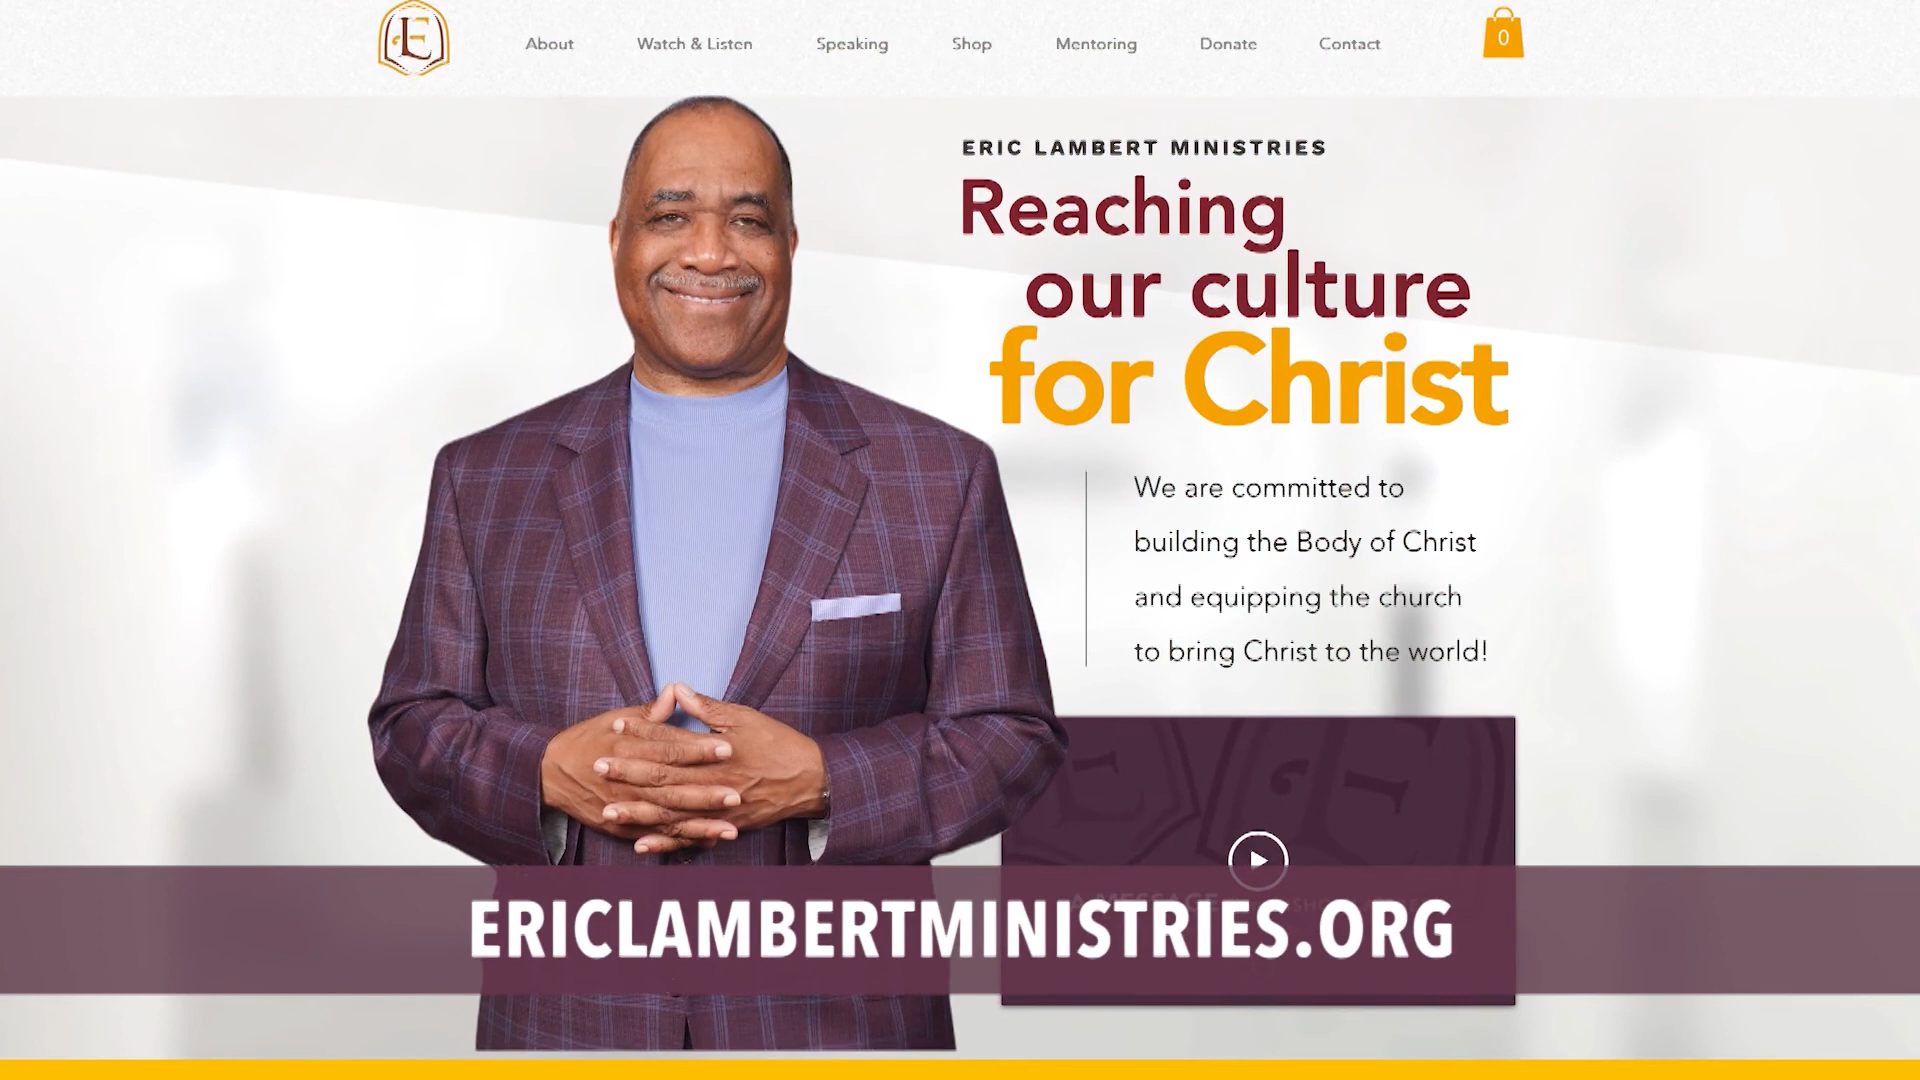 E
About
Watch & Listen
Speaking
Shop
Mentoring
Donate
Contact
0
ERIC LAMBERT MINISTRIES
Reaching
our culture
for Christ
We are committed to
building the Body of Christ
and equipping the church
to bring Christ to the world!
A MESSAGE
ERICLAMBERTMINISTRIES.ORG